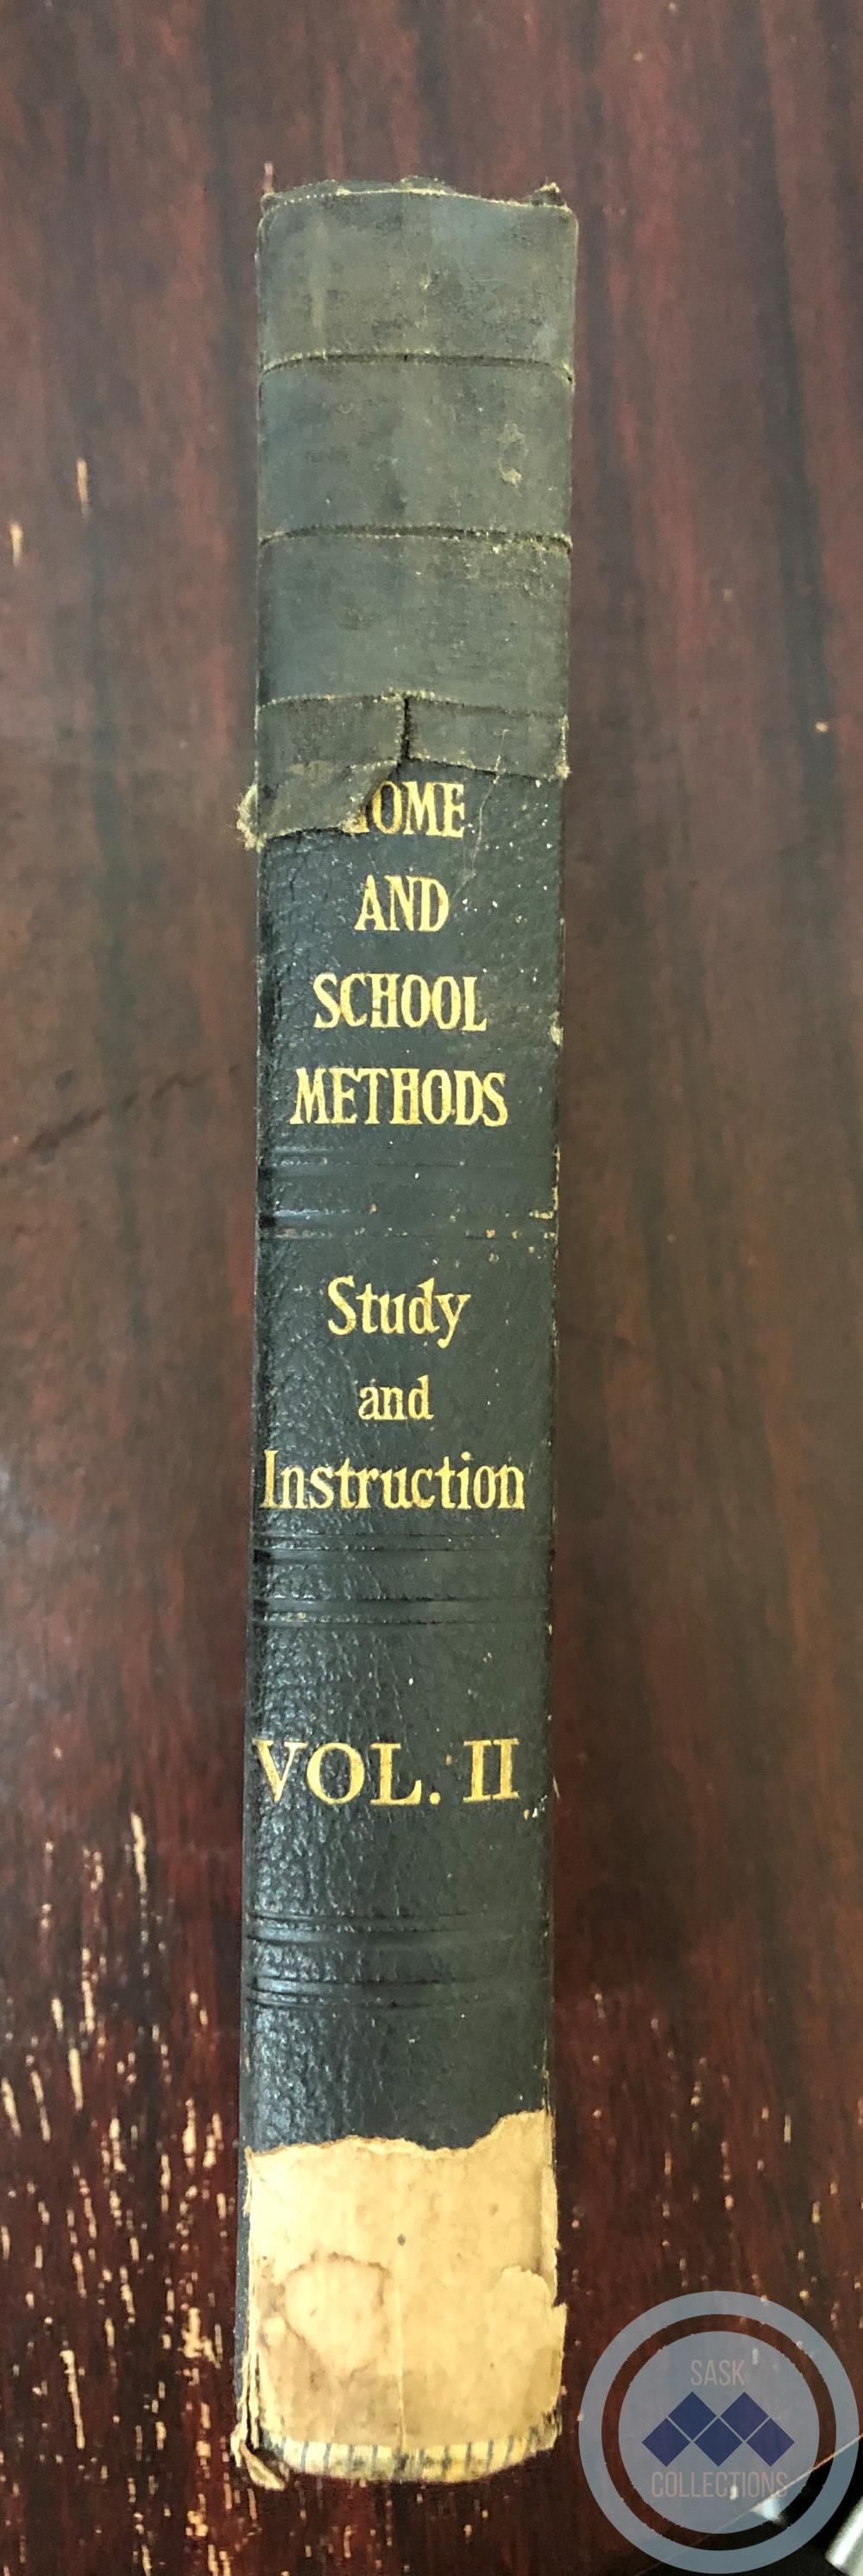 HOME
AND
SCHOOL
METHODS
Study
and
Instruction
VOL. II
SASK
COLLECTIONS